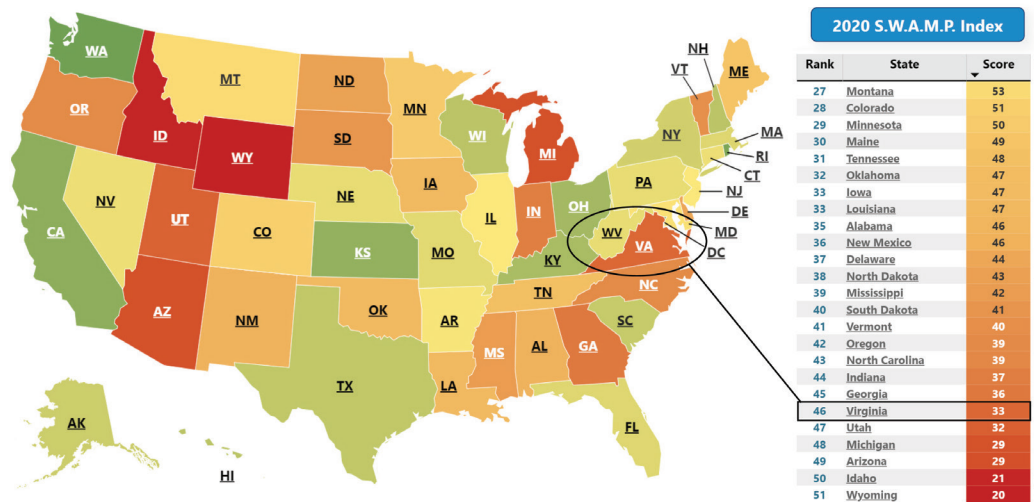 2020 S.W.A.M.P. Index
Rank State Score
27 Montana 53
28 Colorado 51
29 Minnesota 50
30 Maine 49
31 Tennessee 48
32 Oklahoma 47
33 Iowa 47
33 Louisiana 47
35 Alabama 46
36 New Mexico 46
37 Delaware 44
38 North Dakota 43
39 Mississippi 42
40 South Dakota 41
41 Vermont 40
42 Oregon 39
43 North Carolina 39
44 Indiana 37
45 Georgia 36
46 Virginia 33
47 Utah 32
48 Michigan 29
49 Arizona 29
50 Idaho 21
51 Wyoming 20
WA
MT
ND
MN
NH
VT
ME
OR
ID
SD
WI
NY
MA
WY
MI
RI
CT
NV
NE
IA
PA
NJ
UT
IL
IN
OH
DE
CA
CO
KS
MO
WV
VA
MD
DC
KY
AZ
NM
OK
TN
NC
AR
SC
MS
AL
GA
TX
LA
AK
FL
HI